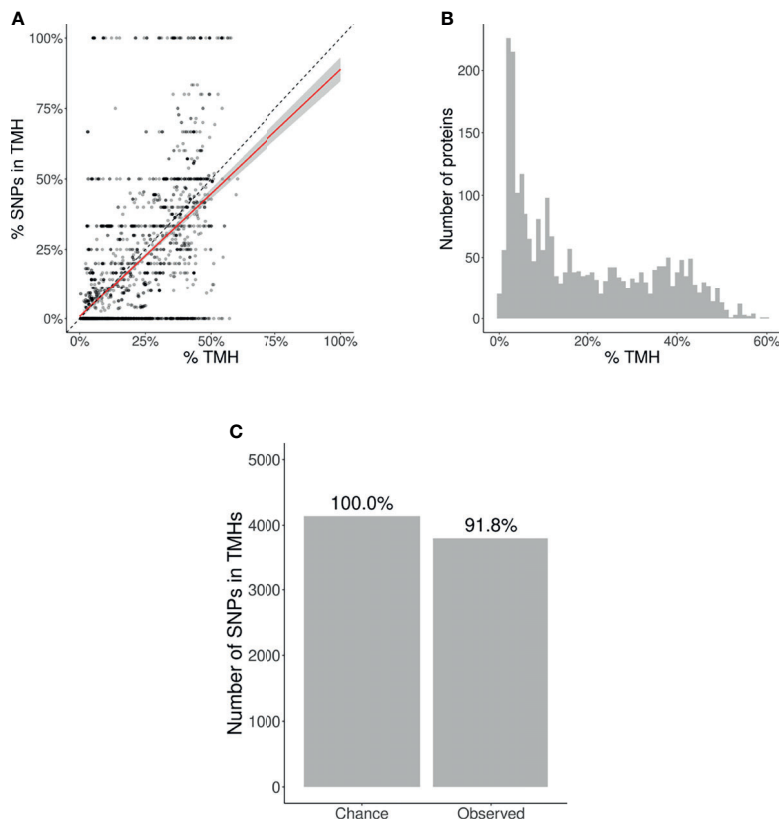 A
100%
75%
50%
25%
0%
% SNPs in TMH
0% 25% 50% 75% 100%
% TMH
B
200
150
100
50
0
Number of proteins
0% 20% 40% 60%
% TMH
C
5000
4000
3000
2000
1000
0
Number of SNPs in TMHs
100.0%
91.8%
Chance Observed